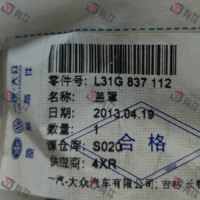 零件号: L31G 837 112
名 称: 盖罩
日 期: 2013.04.19
数 量: 1
课仓库: S020
供应商: 4XR
合格
一汽-大众汽车有限公司;吉林长春